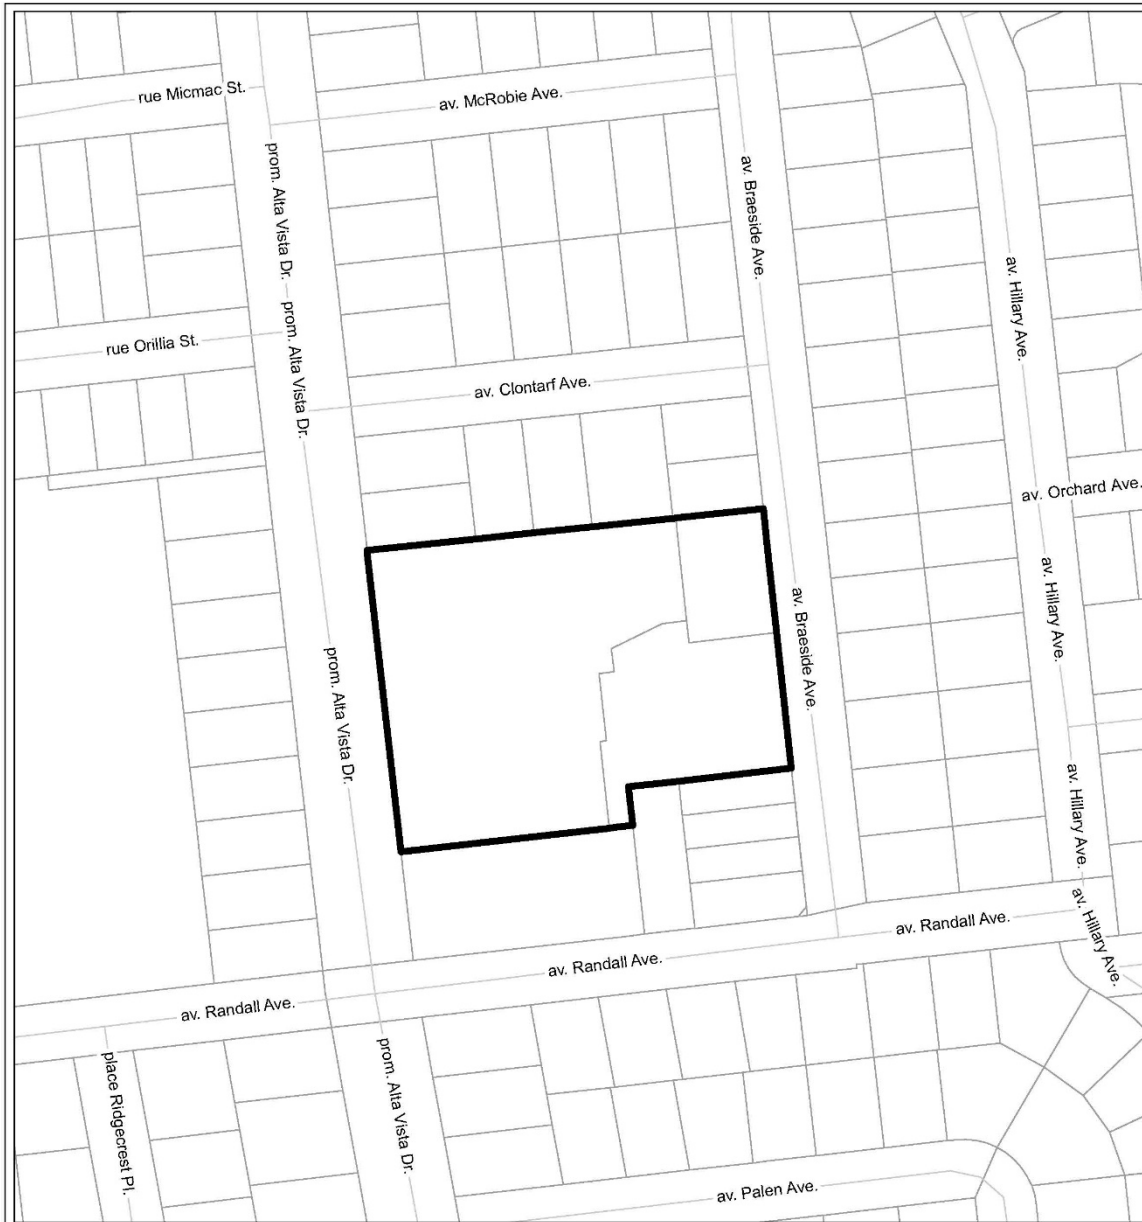 rue Micmac St.
av. McRobie Ave.
prom. Alta Vista Dr.
av. Braeside Ave.
av. Hillary Ave.
prom. Alta Vista Dr.
rue Orillia St.
av. Clontarf Ave.
av. Orchard Ave.
av. Hillary Ave.
av. Braeside Ave.
prom. Alta Vista Dr.
av. Hillary Ave.
av. Hillary Ave.
av. Randall Ave.
av. Randall Ave.
av. Randall Ave.
place Ridgecrest Pl.
prom. Alta Vista Dr.
av. Palen Ave.